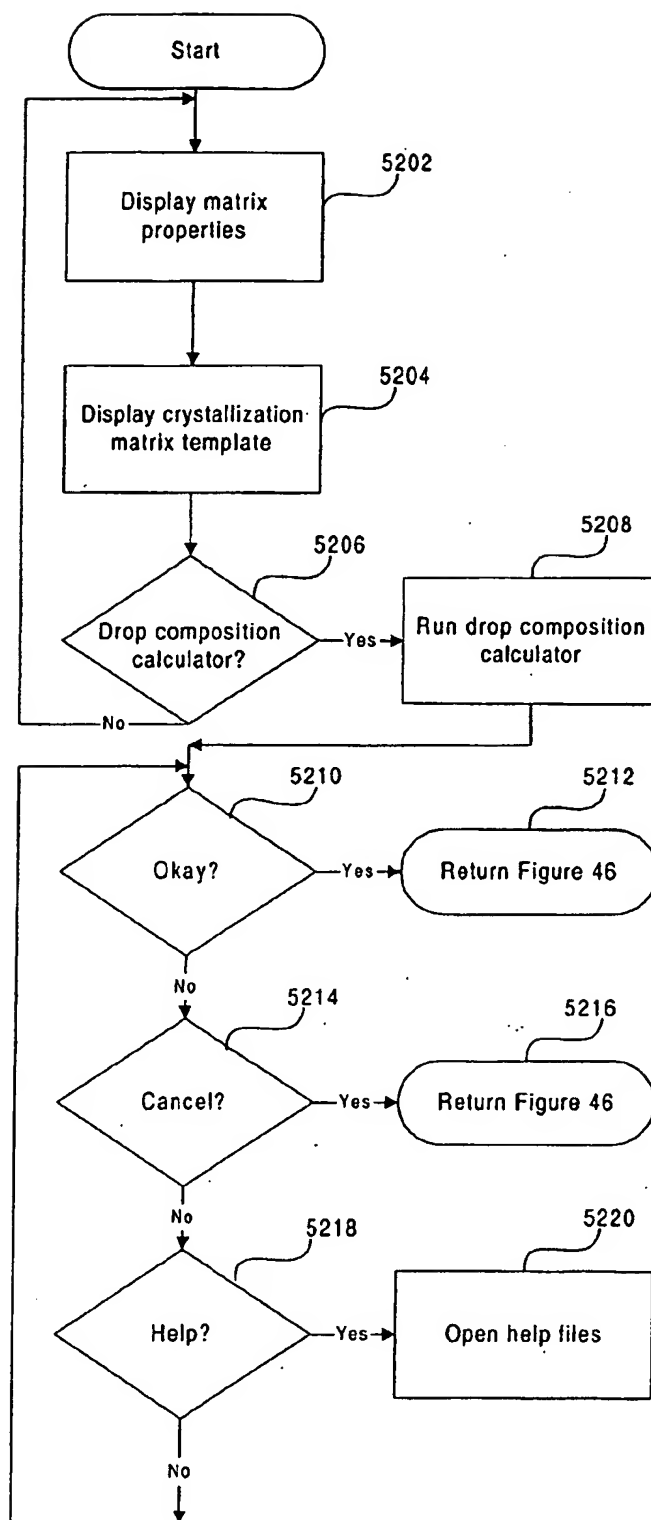 Start
5202
Display matrix
properties
5204
Display crystallization
matrix template
5206
5208
Drop composition
calculator?
Yes
Run drop composition
calculator
No
5210
5212
Okay?
Yes
Return Figure 46
No
5214
5216
Cancel?
Yes
Return Figure 46
No
5218
5220
Help?
Yes
Open help files
No